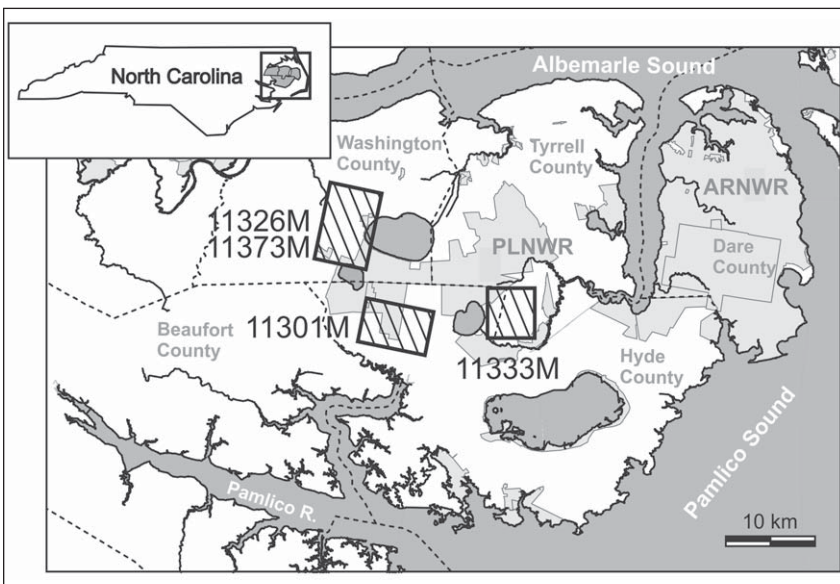 North Carolina
Albemarle Sound
Washington
County
Tyrrell
County
ARNWR
11326M
11373M
PLNWR
Dare
County
Beaufort
County
11301M
11333M
Hyde
County
Pamlico Sound
Pamlico R.
10 km